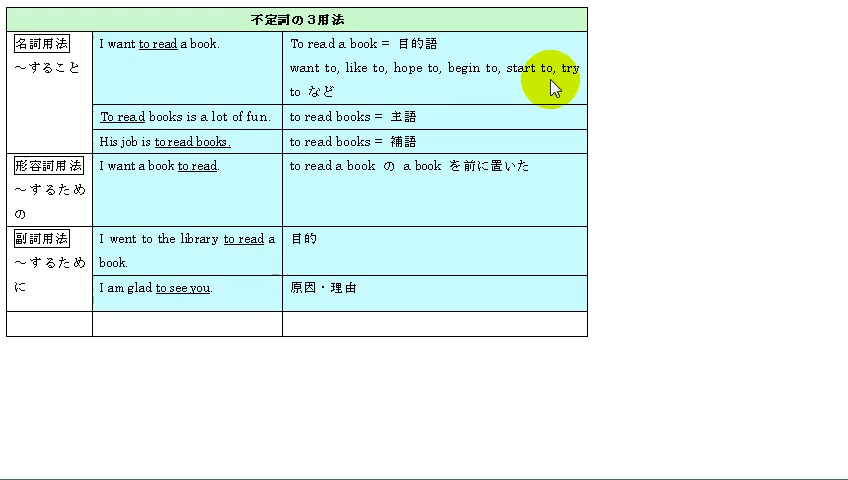 不定詞の3用法
名詞用法
～すること
I want to read a book.
To read a book = 目的語
want to, like to, hope to, begin to, start to, try
to など
To read books is a lot of fun.
to read books = 主語
His job is to read books.
to read books = 補語
形容詞用法
～するため
の
I want a book to read.
to read a book の a book を前に置いた
副詞用法
～するため
に
I went to the library to read a
book.
目的
I am glad to see you.
原因・理由